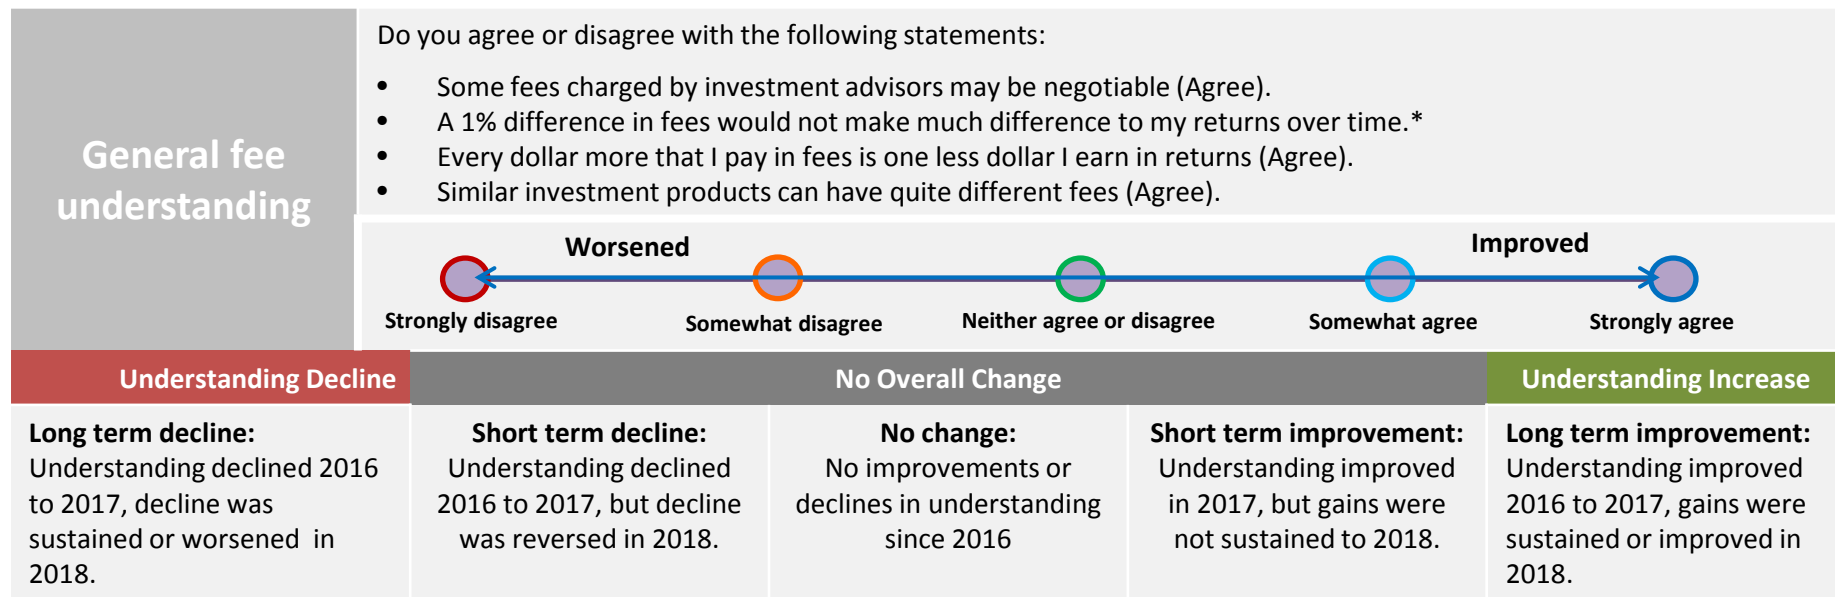 General fee
understanding
Do you agree or disagree with the following statements:
• Some fees charged by investment advisors may be negotiable (Agree).
• A 1% difference in fees would not make much difference to my returns over time.*
• Every dollar more that I pay in fees is one less dollar I earn in returns (Agree).
• Similar investment products can have quite different fees (Agree).
Worsened
Improved
Strongly disagree
Somewhat disagree
Neither agree or disagree
Somewhat agree
Strongly agree
Understanding Decline
No Overall Change
Understanding Increase
Long term decline:
Understanding declined 2016
to 2017, decline was
sustained or worsened in
2018.
Short term decline:
Understanding declined
2016 to 2017, but decline
was reversed in 2018.
No change:
No improvements or
declines in understanding
since 2016
Short term improvement:
Understanding improved
in 2017, but gains were
not sustained to 2018.
Long term improvement:
Understanding improved
2016 to 2017, gains were
sustained or improved in
2018.